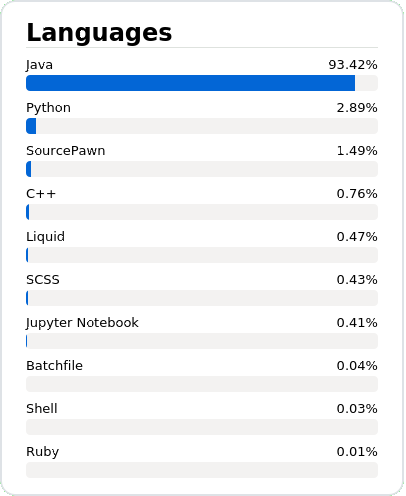 Languages
Java 93.42%
Python 2.89%
SourcePawn 1.49%
C++ 0.76%
Liquid 0.47%
SCSS 0.43%
Jupyter Notebook 0.41%
Batchfile 0.04%
Shell 0.03%
Ruby 0.01%